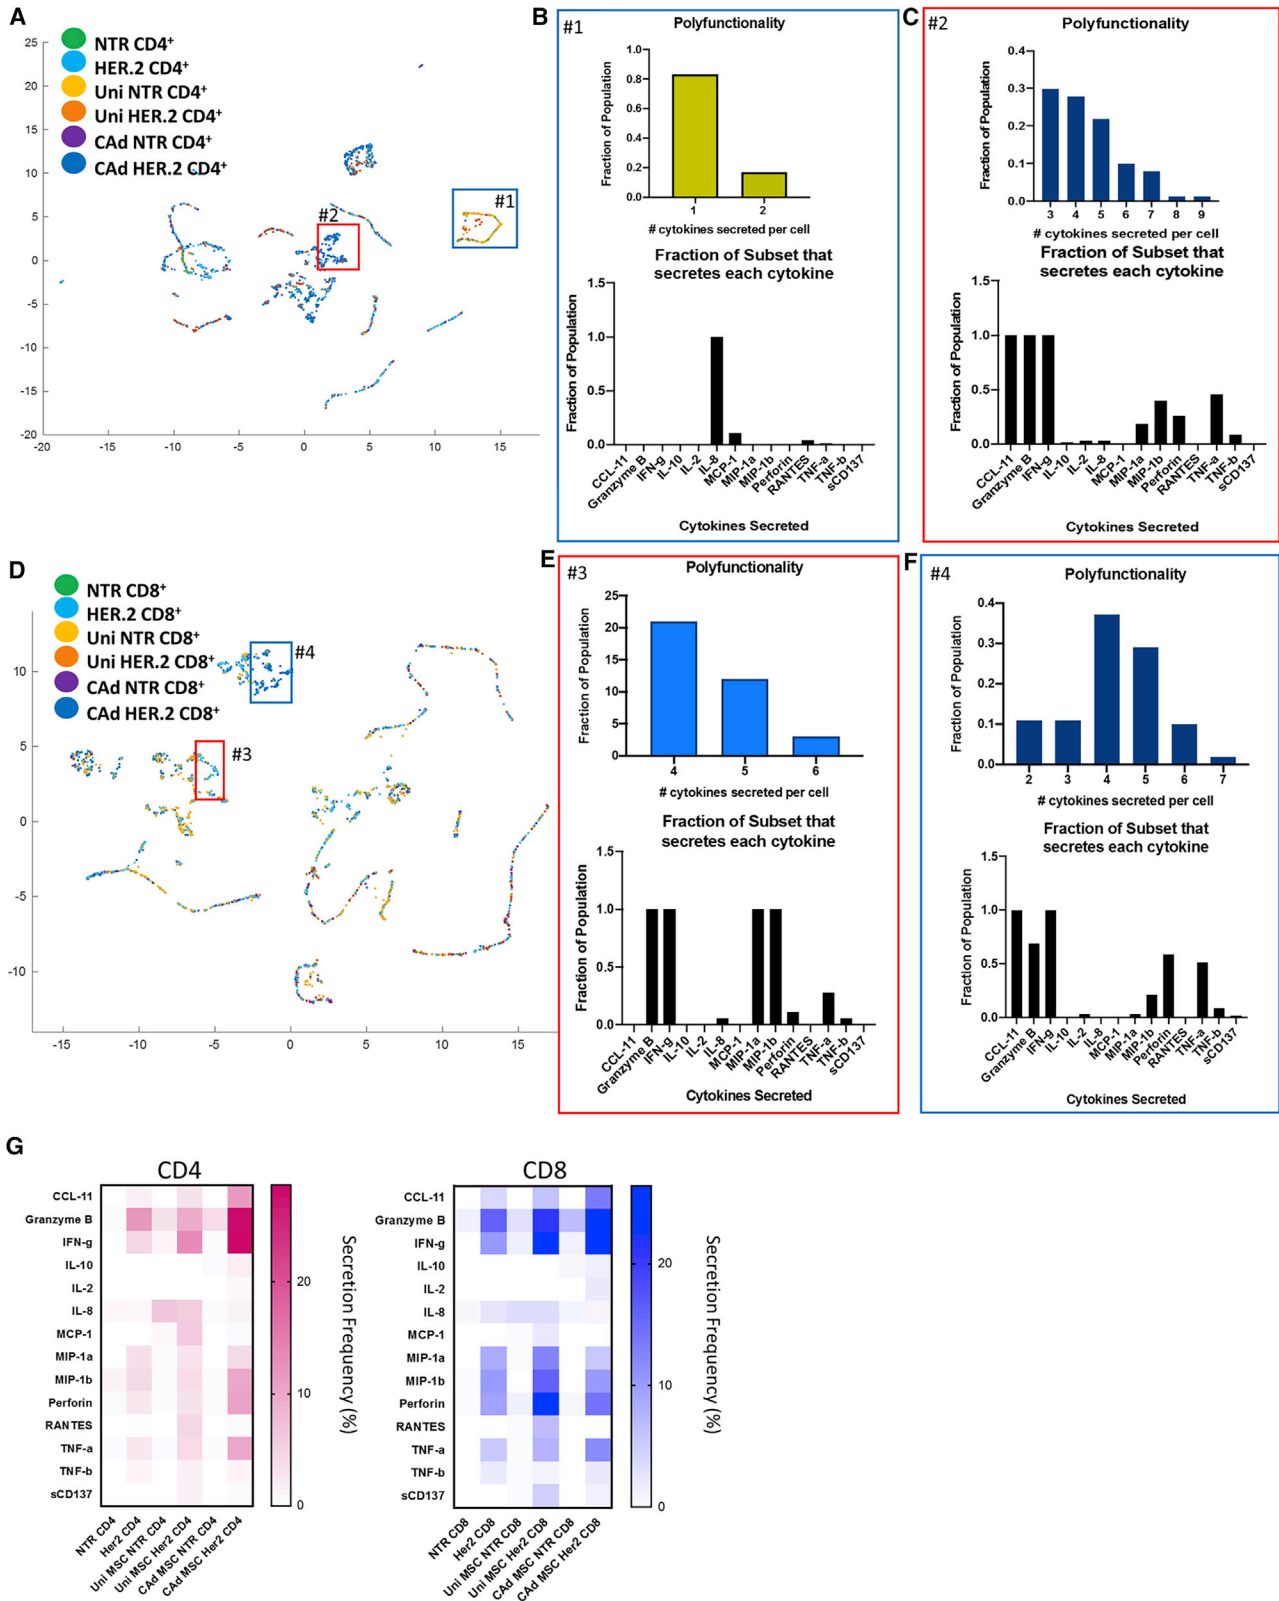 A
NTR CD4+
HER.2 CD4+
Uni NTR CD4+
Uni HER.2 CD4+
CAd NTR CD4+
CAd HER.2 CD4+
25
20
15
10
5
0
-5
-10
-15
-20
-20 -15 -10 -5 0 5 10 15
#1
#2
B
#1
Polyfunctionality
Fraction of Population
1.0
0.8
0.6
0.4
0.2
0.0
1 2
# cytokines secreted per cell
Fraction of Subset that
secretes each cytokine
Fraction of Population
1.5
1.0
0.5
0.0
CCL-11
Granzyme B
IFN-g
IL-10
IL-2
IL-8
MCP-1
MIP-1a
MIP-1b
Perforin
RANTES
TNF-a
TNF-b
sCD137
Cytokines Secreted
C
#2
Polyfunctionality
Fraction of Population
0.4
0.3
0.2
0.1
0.0
3 4 5 6 7 8 9
# cytokines secreted per cell
Fraction of Subset that
secretes each cytokine
Fraction of Population
1.5
1.0
0.5
0.0
CCL-11
Granzyme B
IFN-g
IL-10
IL-2
IL-8
MCP-1
MIP-1a
MIP-1b
Perforin
RANTES
TNF-a
TNF-b
sCD137
Cytokines Secreted
D
NTR CD8+
HER.2 CD8+
Uni NTR CD8+
Uni HER.2 CD8+
CAd NTR CD8+
CAd HER.2 CD8+
10
5
0
-5
-10
-15 -10 -5 0 5 10 15
#4
#3
E
#3
Polyfunctionality
Fraction of Population
25
20
15
10
5
0
4 5 6
# cytokines secreted per cell
Fraction of Subset that
secretes each cytokine
Fraction of Population
1.5
1.0
0.5
0.0
CCL-11
Granzyme B
IFN-g
IL-10
IL-2
IL-8
MCP-1
MIP-1a
MIP-1b
Perforin
RANTES
TNF-a
TNF-b
sCD137
Cytokines Secreted
F
#4
Polyfunctionality
Fraction of Population
0.4
0.3
0.2
0.1
0.0
2 3 4 5 6 7
# cytokines secreted per cell
Fraction of Subset that
secretes each cytokine
Fraction of Population
1.5
1.0
0.5
0.0
CCL-11
Granzyme B
IFN-g
IL-10
IL-2
IL-8
MCP-1
MIP-1a
MIP-1b
Perforin
RANTES
TNF-a
TNF-b
sCD137
Cytokines Secreted
G
CD4
CCL-11
Granzyme B
IFN-g
IL-10
IL-2
IL-8
MCP-1
MIP-1a
MIP-1b
Perforin
RANTES
TNF-a
TNF-b
sCD137
NTR CD4
Her2 CD4
Uni MSC NTR CD4
Uni MSC Her2 CD4
CAd MSC NTR CD4
CAd MSC Her2 CD4
20
10
0
Secretion Frequency (%)
CD8
CCL-11
Granzyme B
IFN-g
IL-10
IL-2
IL-8
MCP-1
MIP-1a
MIP-1b
Perforin
RANTES
TNF-a
TNF-b
sCD137
NTR CD8
Her2 CD8
Uni MSC NTR CD8
Uni MSC Her2 CD8
CAd MSC NTR CD8
CAd MSC Her2 CD8
20
10
0
Secretion Frequency (%)